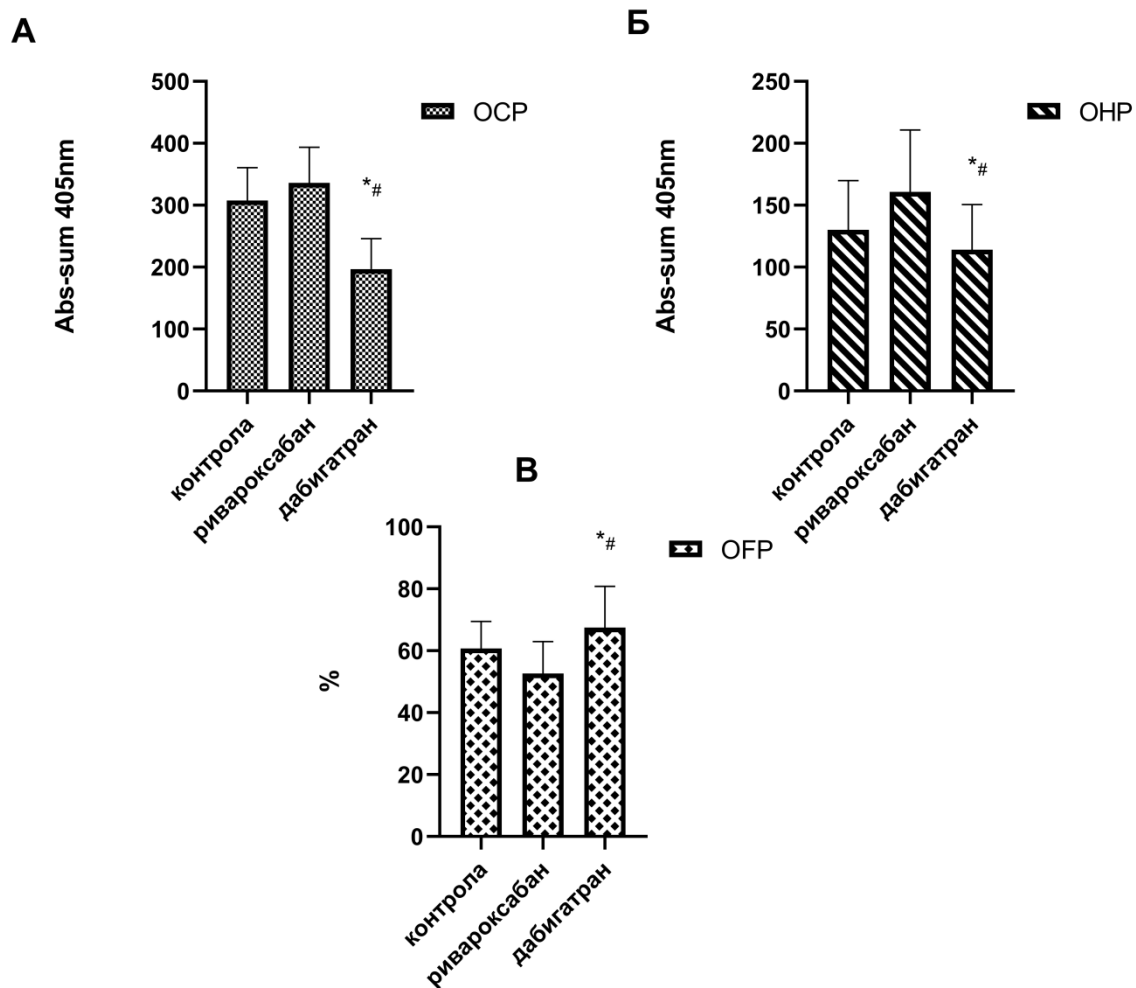 А
Abs-sum 405nm
500
400
300
200
100
0
*#
OCP
контрола
ривароксабан
дабигатран
Б
Abs-sum 405nm
250
200
150
100
50
0
*#
OHP
контрола
ривароксабан
дабигатран
В
%
100
80
60
40
20
0
*#
OFP
контрола
ривароксабан
дабигатран